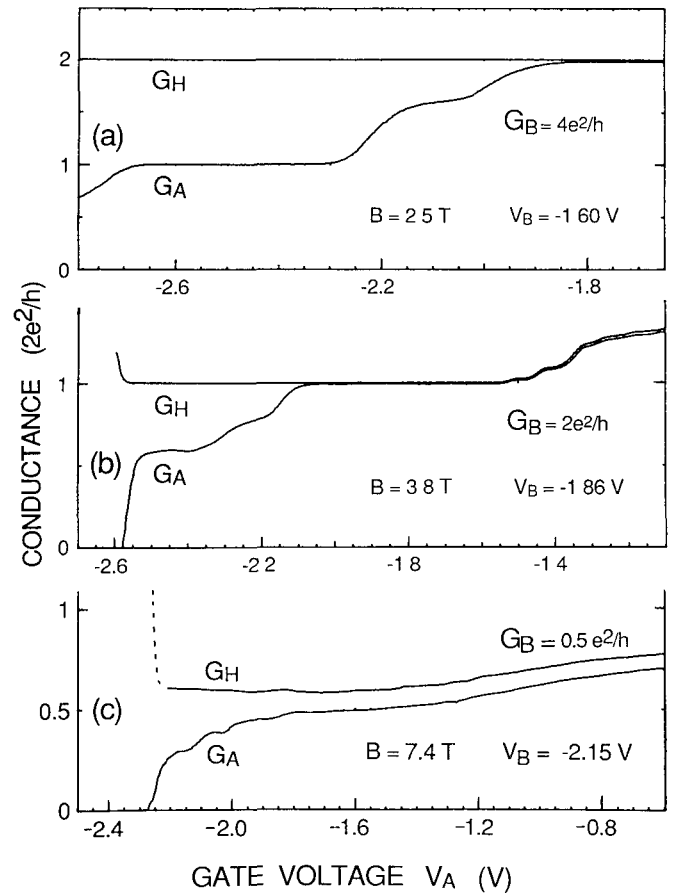 2
GH
(a)
GB = 4e²/h
1
GA
B = 2 5 T VB = -1 60 V
0
-2.6 -2.2 -1.8
CONDUCTANCE (2e²/h)
1
GH
GB = 2e²/h
(b)
GA
B = 3 8 T VB = -1 86 V
0
-2.6 -2 2 -1 8 -1 4
1
GB = 0.5 e²/h
GH
0.5
(c)
GA
B = 7.4 T VB = -2.15 V
0
-2.4 -2.0 -1.6 -1.2 -0.8
GATE VOLTAGE VA (V)